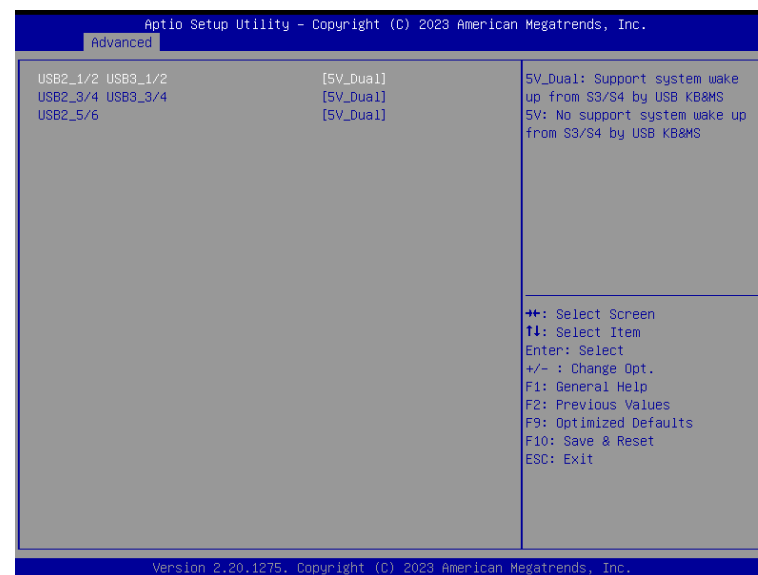 Aptio Setup Utility – Copyright (C) 2023 American Megatrends, Inc.
Advanced
USB2_1/2 USB3_1/2 [5V_Dual]
USB2_3/4 USB3_3/4 [5V_Dual]
USB2_5/6 [5V_Dual]
5V_Dual: Support system wake
up from S3/S4 by USB KB&MS
5V: No support system wake up
from S3/S4 by USB KB&MS
→←: Select Screen
↑↓: Select Item
Enter: Select
+/- : Change Opt.
F1: General Help
F2: Previous Values
F9: Optimized Defaults
F10: Save & Reset
ESC: Exit
Version 2.20.1275. Copyright (C) 2023 American Megatrends, Inc.